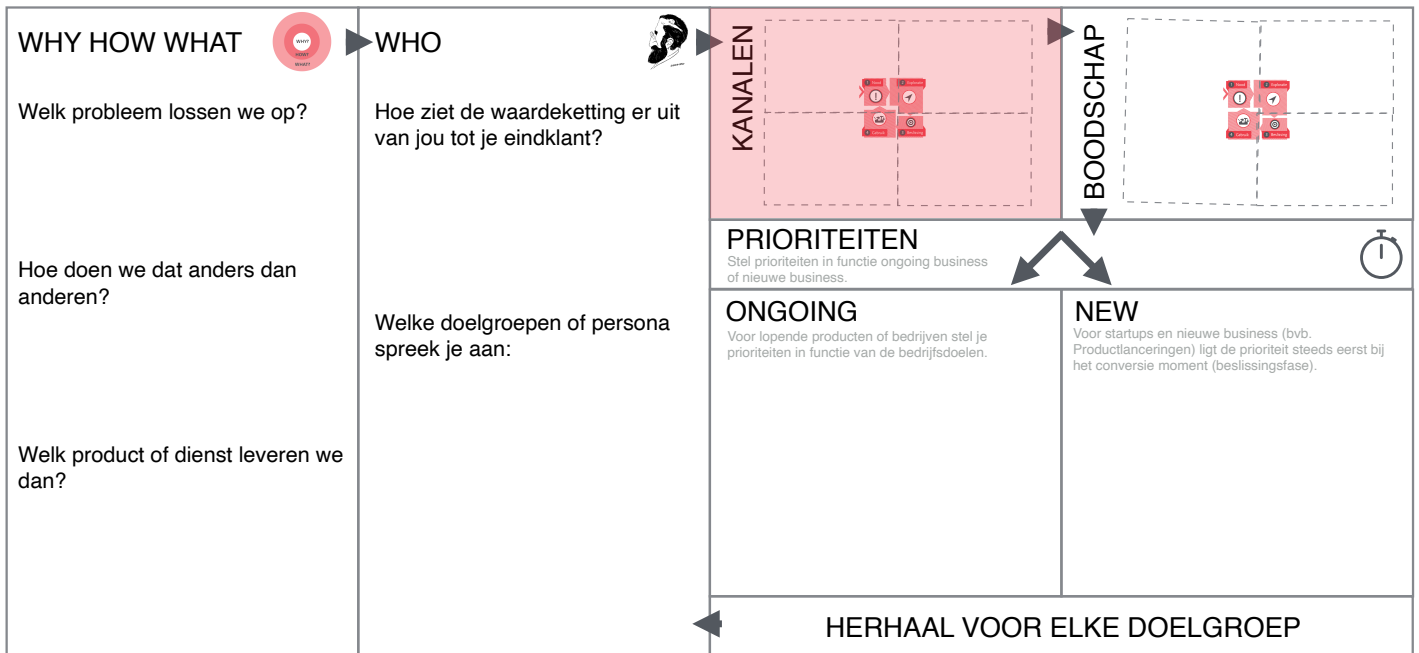 WHY HOW WHAT
WHY?
HOW?
WHAT?
Welk probleem lossen we op?
Hoe doen we dat anders dan
anderen?
Welk product of dienst leveren we
dan?
WHO
Hoe ziet de waardeketting er uit
van jou tot je eindklant?
Welke doelgroepen of persona
spreek je aan:
KANALEN
BOODSCHAP
PRIORITEITEN
Stel prioriteiten in functie ongoing business
of nieuwe business.
ONGOING
Voor lopende producten of bedrijven stel je
prioriteiten in functie van de bedrijfsdoelen.
NEW
Voor startups en nieuwe business (bvb.
Productlanceringen) ligt de prioriteit steeds eerst bij
het conversie moment (beslissingsfase).
HERHAAL VOOR ELKE DOELGROEP